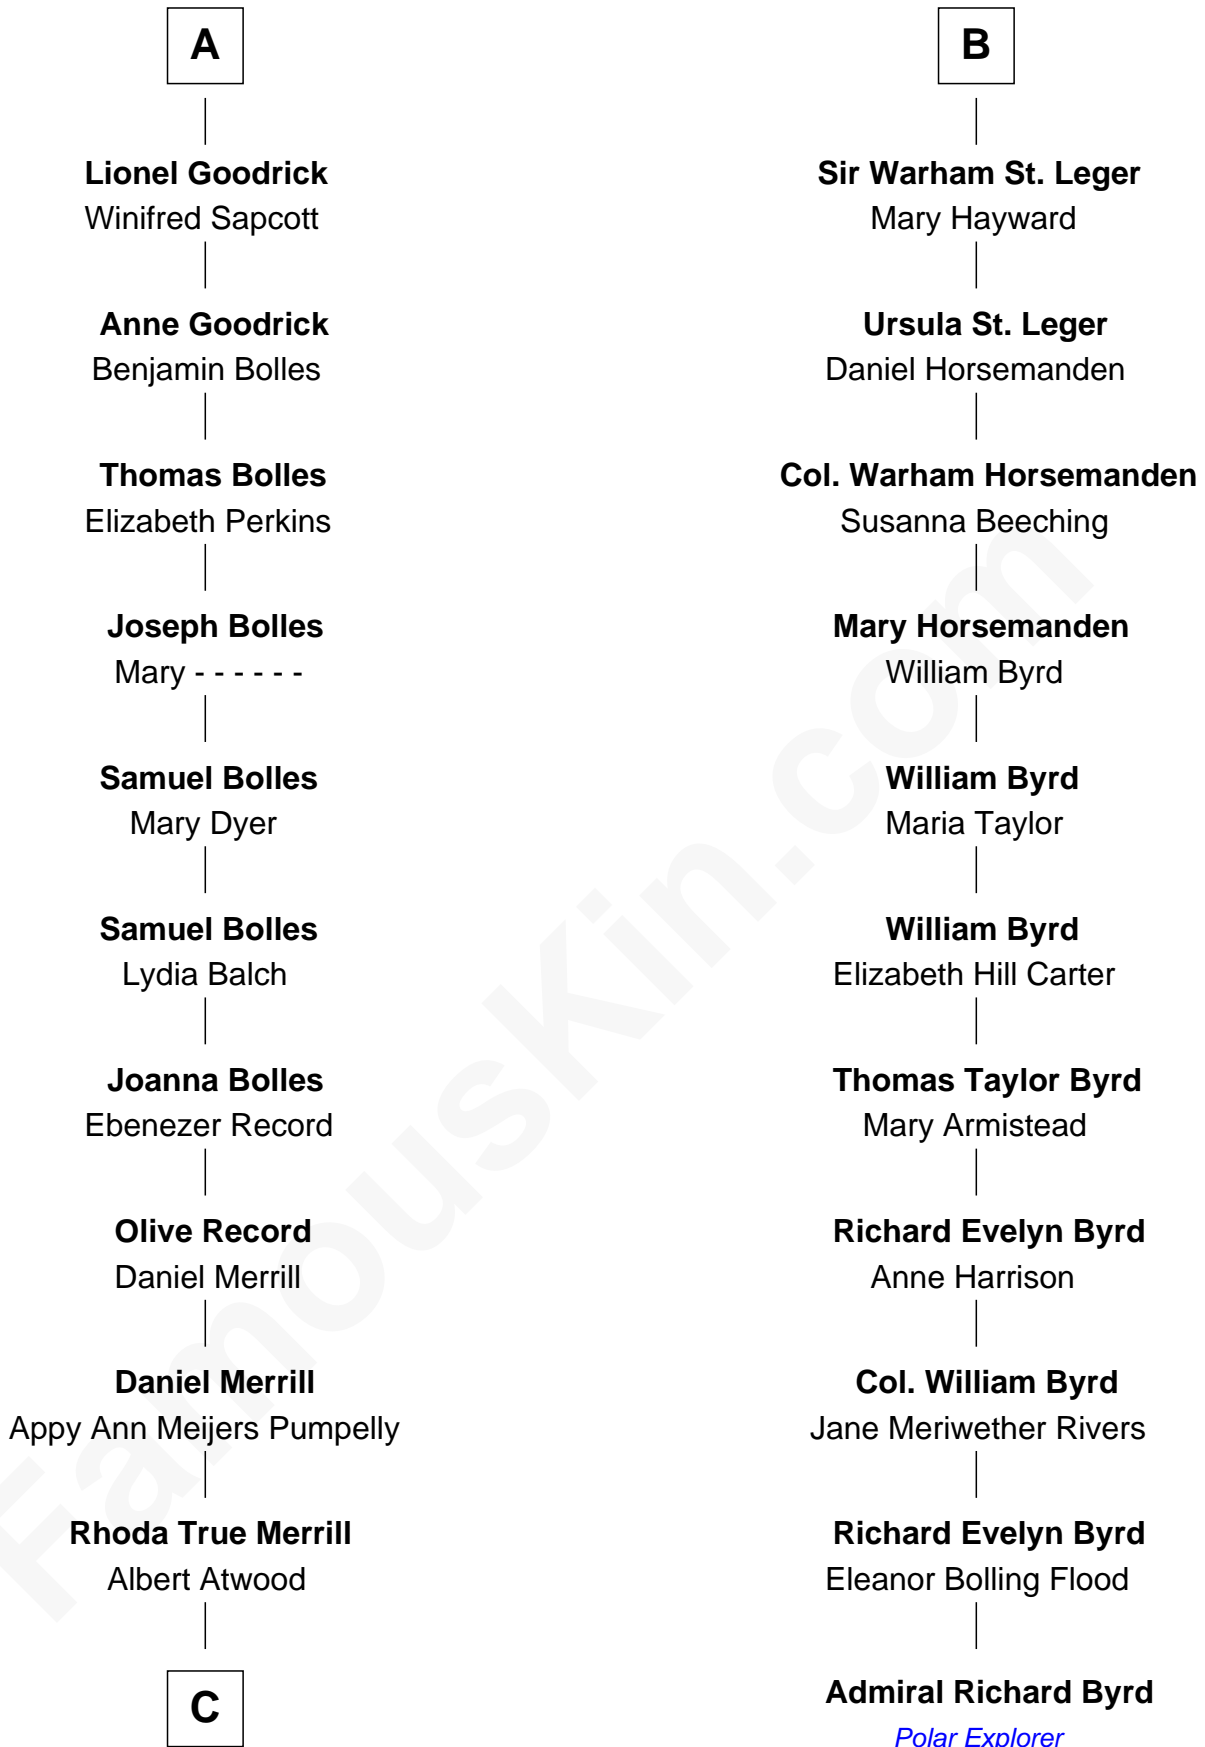 A
Lionel Goodrick
Winifred Sapcott
Anne Goodrick
Benjamin Bolles
Thomas Bolles
Elizabeth Perkins
Joseph Bolles
Mary - - - - - -
Samuel Bolles
Mary Dyer
Samuel Bolles
Lydia Balch
Joanna Bolles
Ebenezer Record
Olive Record
Daniel Merrill
Daniel Merrill
Appy Ann Meijers Pumpelly
Rhoda True Merrill
Albert Atwood
C
B
Sir Warham St. Leger
Mary Hayward
Ursula St. Leger
Daniel Horsemanden
Col. Warham Horsemanden
Susanna Beeching
Mary Horsemanden
William Byrd
William Byrd
Maria Taylor
William Byrd
Elizabeth Hill Carter
Thomas Taylor Byrd
Mary Armistead
Richard Evelyn Byrd
Anne Harrison
Col. William Byrd
Jane Meriwether Rivers
Richard Evelyn Byrd
Eleanor Bolling Flood
Admiral Richard Byrd
Polar Explorer
FamousKin.com